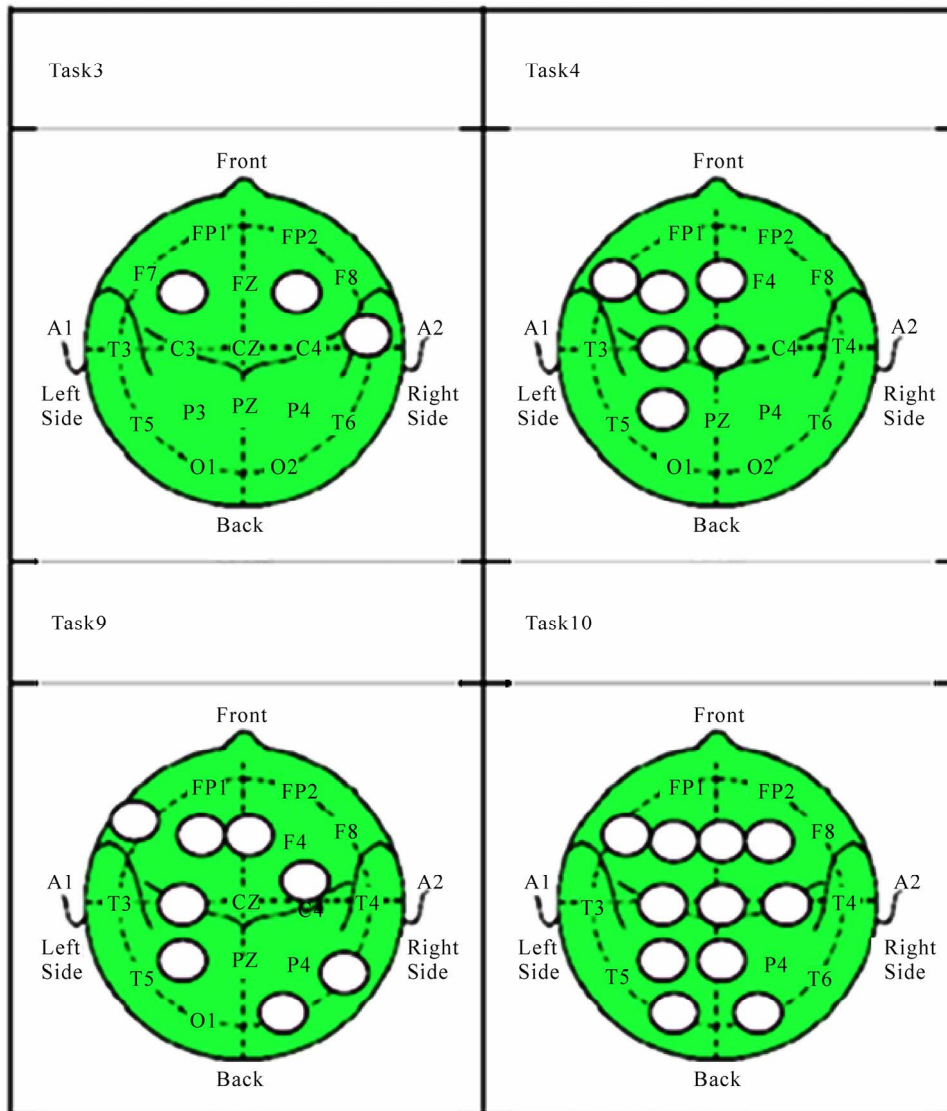 Task3
Task4
Front
FP1 FP2
F7 FZ F8
A1 A2
T3 C3 CZ C4
Left Side
Right Side
T5 P3 PZ P4 T6
O1 O2
Back
Front
FP1 FP2
F4 F8
A1 A2
T3 C4 T4
Left Side
Right Side
T5 PZ P4 T6
O1 O2
Back
Task9
Task10
Front
FP1 FP2
F4 F8
A1 A2
T3 CZ C4 T4
Left Side
Right Side
T5 PZ P4
O1
Back
Front
FP1 FP2
F8
A1 A2
T3 T4
Left Side
Right Side
T5 P4 T6
Back